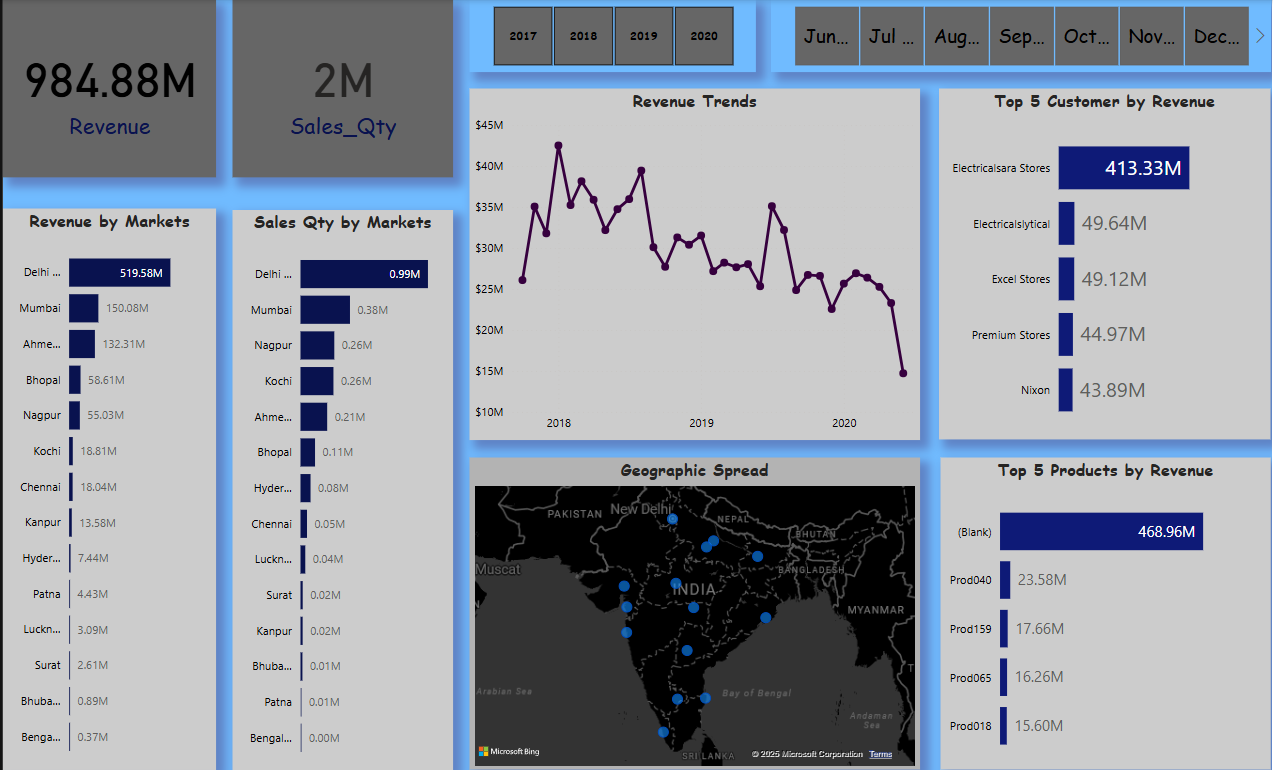 984.88M
Revenue
2M
Sales_Qty
2017
2018
2019
2020
Jun...
Jul ...
Aug...
Sep...
Oct...
Nov...
Dec...
Revenue by Markets
Delhi ... 519.58M
Mumbai 150.08M
Ahme... 132.31M
Bhopal 58.61M
Nagpur 55.03M
Kochi 18.81M
Chennai 18.04M
Kanpur 13.58M
Hyder... 7.44M
Patna 4.43M
Luckn... 3.09M
Surat 2.61M
Bhuba... 0.89M
Benga... 0.37M
Sales Qty by Markets
Delhi ... 0.99M
Mumbai 0.38M
Nagpur 0.26M
Kochi 0.26M
Ahme... 0.21M
Bhopal 0.11M
Hyder... 0.08M
Chennai 0.05M
Luckn... 0.04M
Surat 0.02M
Kanpur 0.02M
Bhuba... 0.01M
Patna 0.01M
Bengal... 0.00M
Revenue Trends
$45M
$40M
$35M
$30M
$25M
$20M
$15M
$10M
2018 2019 2020
Top 5 Customer by Revenue
Electricalsara Stores 413.33M
Electricalslytical 49.64M
Excel Stores 49.12M
Premium Stores 44.97M
Nixon 43.89M
Geographic Spread
PAKISTAN
New Delhi
NEPAL
BHUTAN
Muscat
BANGLADESH
INDIA
MYANMAR
Arabian Sea
Bay of Bengal
Andaman
Sea
SRI LANKA
Microsoft Bing
© 2025 Microsoft Corporation Terms
Top 5 Products by Revenue
(Blank) 468.96M
Prod040 23.58M
Prod159 17.66M
Prod065 16.26M
Prod018 15.60M